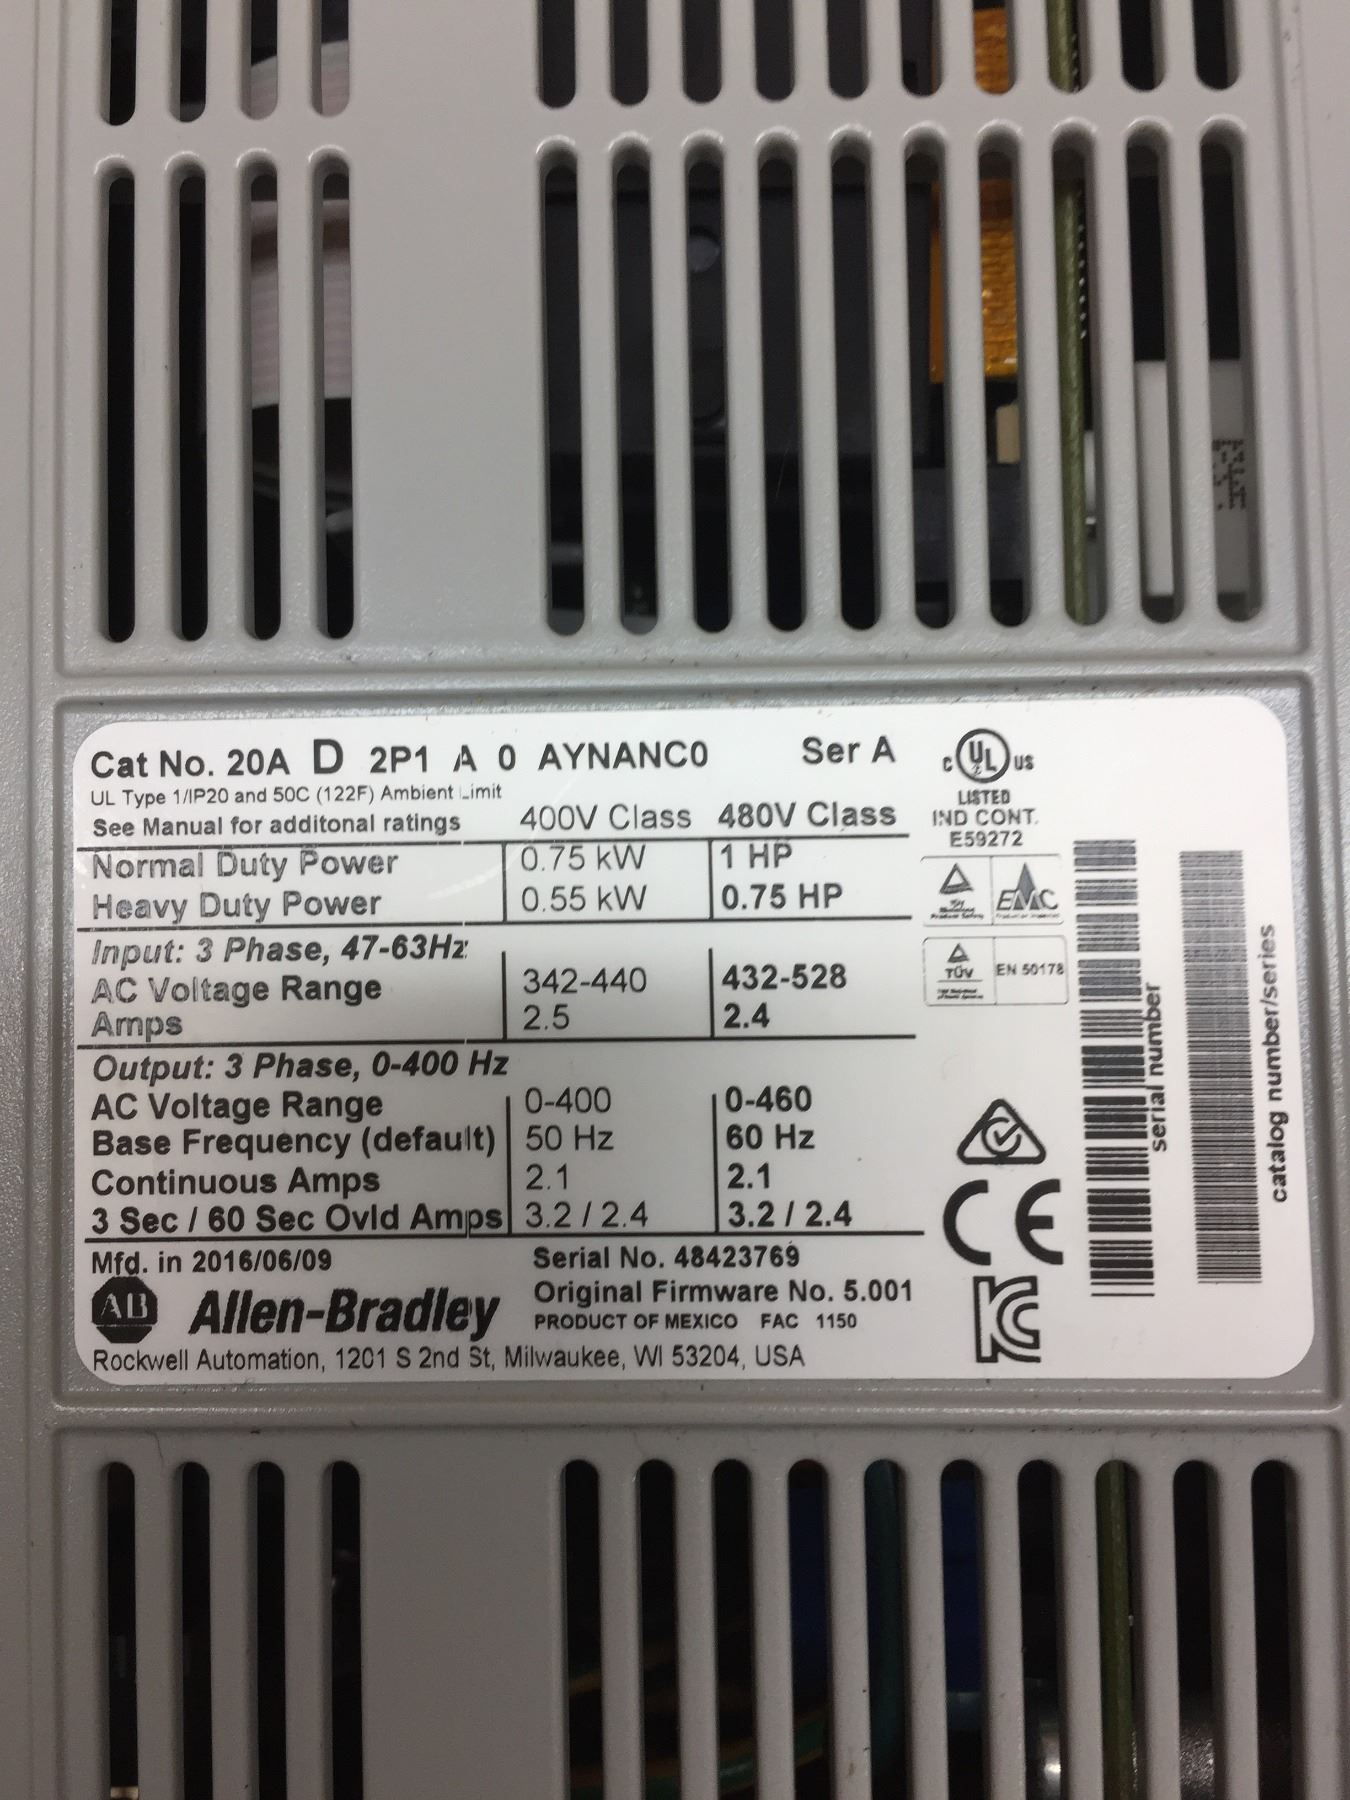 Cat No. 20A D 2P1 A 0 AYNANC0 Ser A
UL Type 1/IP20 and 50C (122F) Ambient Limit
See Manual for additonal ratings 400V Class 480V Class
Normal Duty Power 0.75 kW 1 HP
Heavy Duty Power 0.55 kW 0.75 HP
Input: 3 Phase, 47-63Hz
AC Voltage Range 342-440 432-528
Amps 2.5 2.4
Output: 3 Phase, 0-400 Hz
AC Voltage Range 0-400 0-460
Base Frequency (default) 50 Hz 60 Hz
Continuous Amps 2.1 2.1
3 Sec / 60 Sec Ovld Amps 3.2 / 2.4 3.2 / 2.4
Mfd. in 2016/06/09 Serial No. 48423769
AB Allen-Bradley Original Firmware No. 5.001
PRODUCT OF MEXICO FAC 1150
Rockwell Automation, 1201 S 2nd St, Milwaukee, WI 53204, USA
C UL US
LISTED
IND CONT.
E59272
EMC
TÜV EN 50178
CE
serial number
catalog number/series